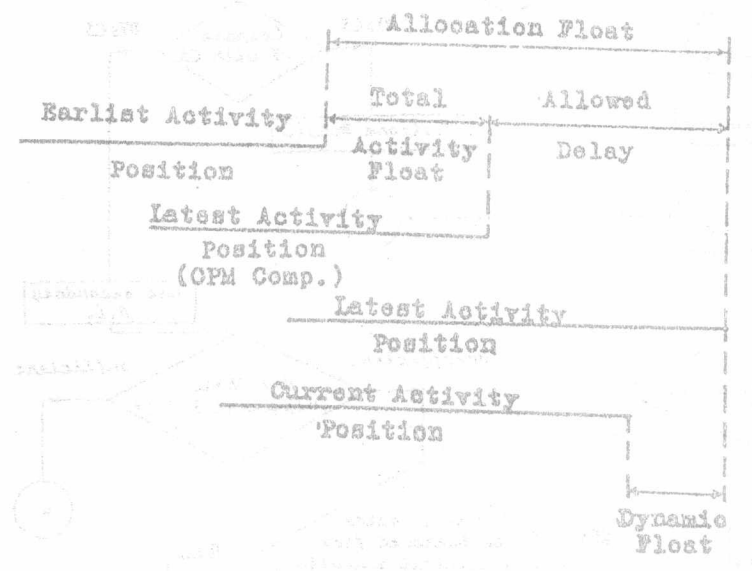 Allocation Float
Total
Allowed
Earlist Activity
Activity
Delay
Position
Float
Latest Activity
Position
(CPM Comp.)
Latest Activity
Position
Current Activity
Position
Dynamic
Float